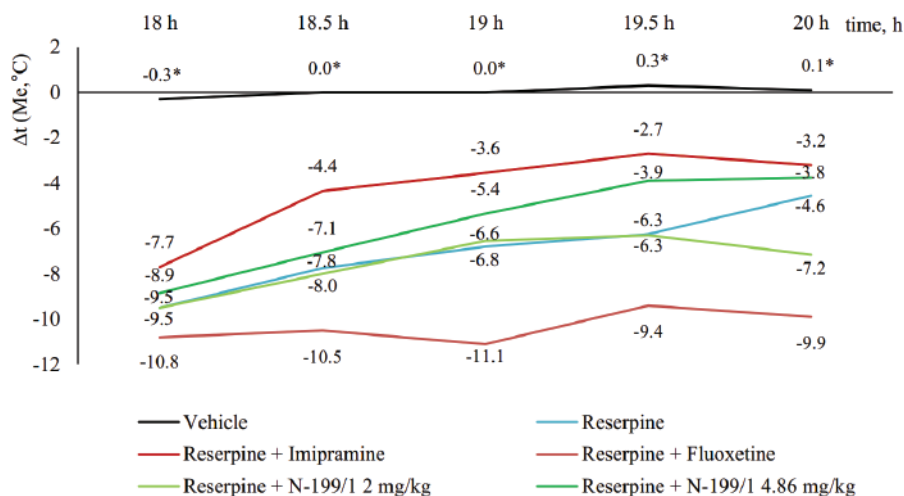 18 h 18.5 h 19 h 19.5 h 20 h time, h
Δt (Me,°C)
2
0
-2
-4
-6
-8
-10
-12
-0.3* 0.0* 0.0* 0.3* 0.1*
-7.7 -4.4 -3.6 -2.7 -3.2
-8.9 -7.1 -5.4 -3.9 -3.8
-9.5 -7.8 -6.8 -6.3 -4.6
-9.5 -8.0 -6.6 -6.3 -7.2
-10.8 -10.5 -11.1 -9.4 -9.9
Vehicle Reserpine
Reserpine + Imipramine Reserpine + Fluoxetine
Reserpine + N-199/1 2 mg/kg Reserpine + N-199/1 4.86 mg/kg